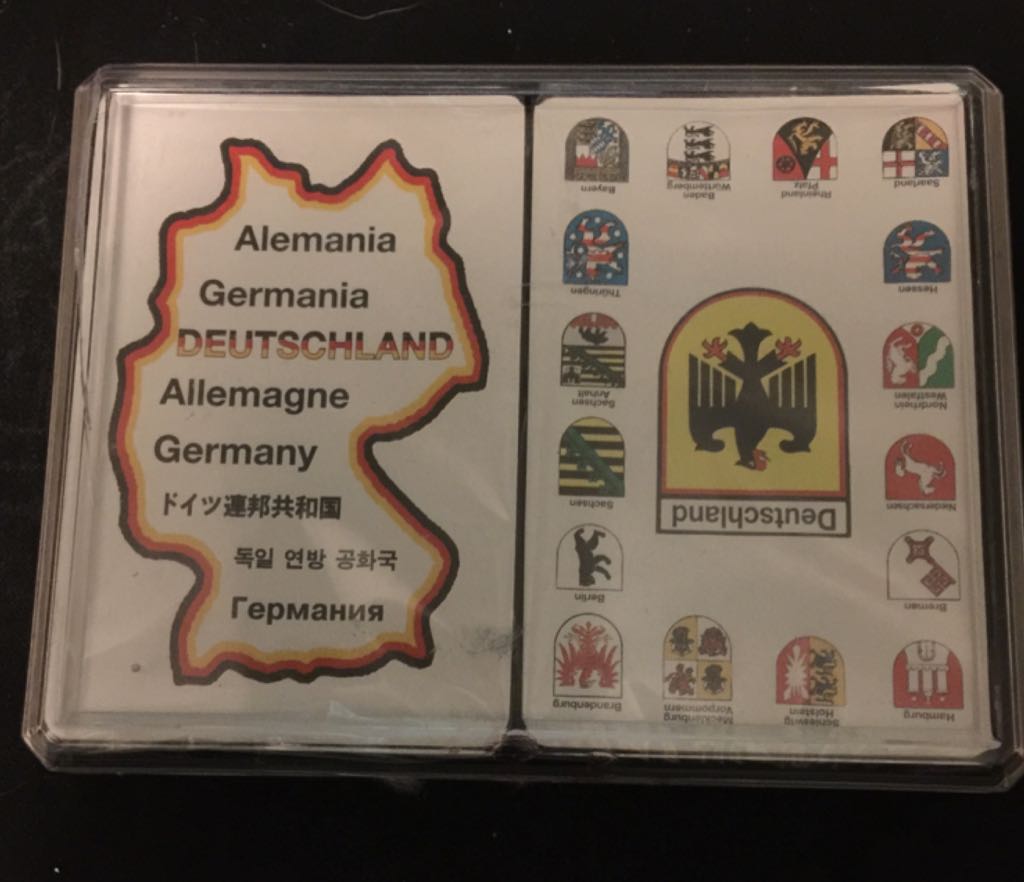 Alemania
Germania
DEUTSCHLAND
Allemagne
Germany
ドイツ連邦共和国
독일 연방 공화국
Германия
Hamburg
Schleswig
Holstein
Mecklenburg
Vorpommern
Brandenburg
Bremen
Berlin
Deutschland
Niedersachsen
Sachsen
Nordrhein
Westfalen
Sachsen
Anhalt
Hessen
Thüringen
Saarland
Rheinland
Pfalz
Baden
Württemberg
Bayern